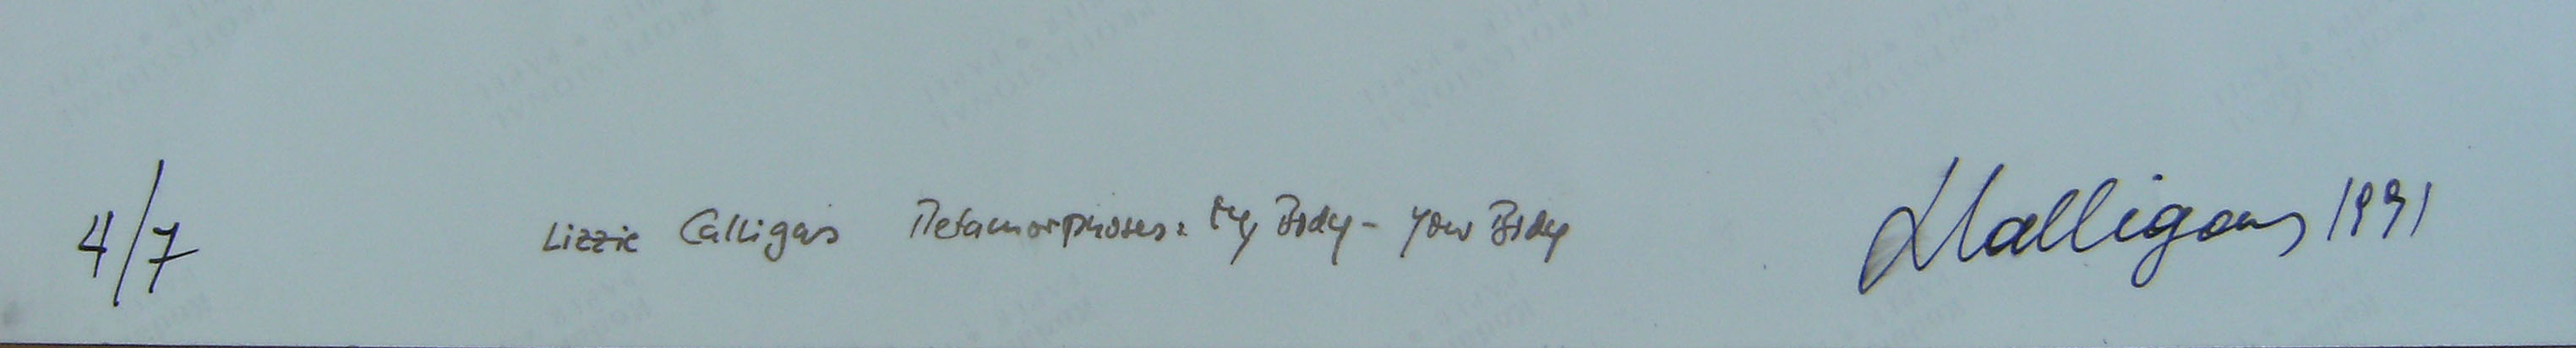 4/7 Lizzie Calligas Metamorphoses: My Body - Your Body LCalligas 1991